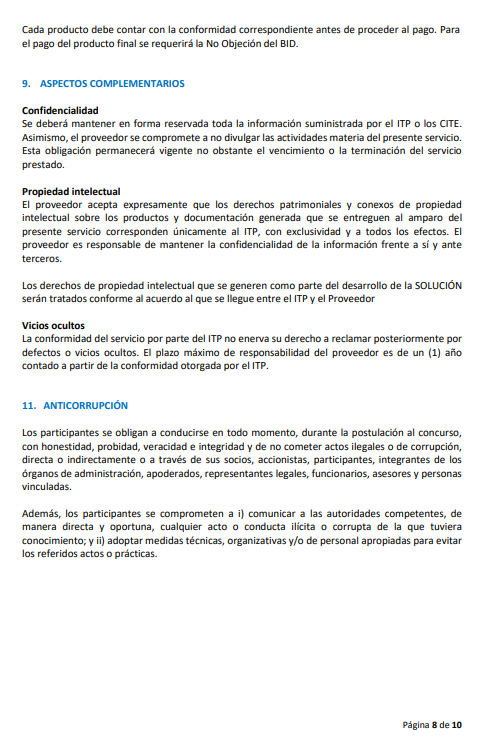 Cada producto debe contar con la conformidad correspondiente antes de proceder al pago. Para
el pago del producto final se requerirá la No Objeción del BID.
9. ASPECTOS COMPLEMENTARIOS
Confidencialidad
Se deberá mantener en forma reservada toda la información suministrada por el ITP o los CITE.
Asimismo, el proveedor se compromete a no divulgar las actividades materia del presente servicio.
Esta obligación permanecerá vigente no obstante el vencimiento o la terminación del servicio
prestado.
Propiedad intelectual
El proveedor acepta expresamente que los derechos patrimoniales y conexos de propiedad
intelectual sobre los productos y documentación generada que se entreguen al amparo del
presente servicio corresponden únicamente al ITP, con exclusividad y a todos los efectos. El
proveedor es responsable de mantener la confidencialidad de la información frente a sí y ante
terceros.
Los derechos de propiedad intelectual que se generen como parte del desarrollo de la SOLUCIÓN
serán tratados conforme al acuerdo al que se llegue entre el ITP y el Proveedor
Vicios ocultos
La conformidad del servicio por parte del ITP no enerva su derecho a reclamar posteriormente por
defectos o vicios ocultos. El plazo máximo de responsabilidad del proveedor es de un (1) año
contado a partir de la conformidad otorgada por el ITP.
11. ANTICORRUPCIÓN
Los participantes se obligan a conducirse en todo momento, durante la postulación al concurso,
con honestidad, probidad, veracidad e integridad y de no cometer actos ilegales o de corrupción,
directa o indirectamente o a través de sus socios, accionistas, participantes, integrantes de los
órganos de administración, apoderados, representantes legales, funcionarios, asesores y personas
vinculadas.
Además, los participantes se comprometen a i) comunicar a las autoridades competentes, de
manera directa y oportuna, cualquier acto o conducta ilícita o corrupta de la que tuviera
conocimiento; y ii) adoptar medidas técnicas, organizativas y/o de personal apropiadas para evitar
los referidos actos o prácticas.
Página 8 de 10